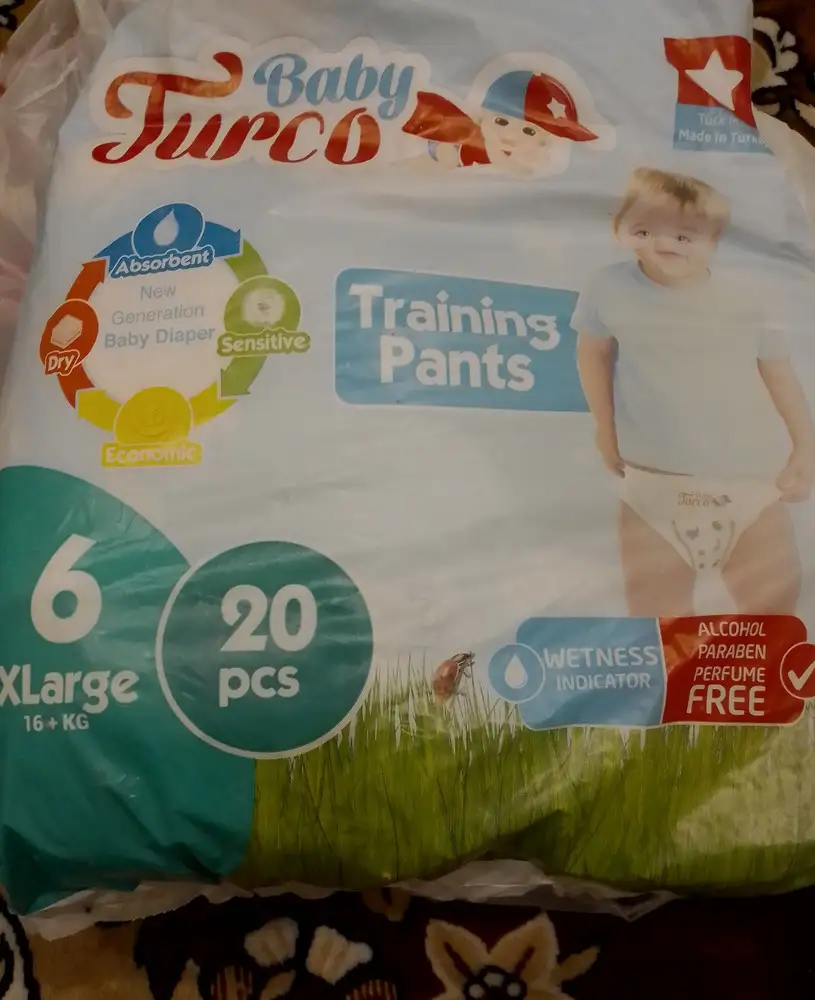 Baby
Turco
Made in
Absorbent
New
Generation
Baby Diaper
Dry
Sensitive
Economic
Training
Pants
Turco
6
XLarge
16+ KG
20
pcs
WETNESS
INDICATOR
ALCOHOL
PARABEN
PERFUME
FREE